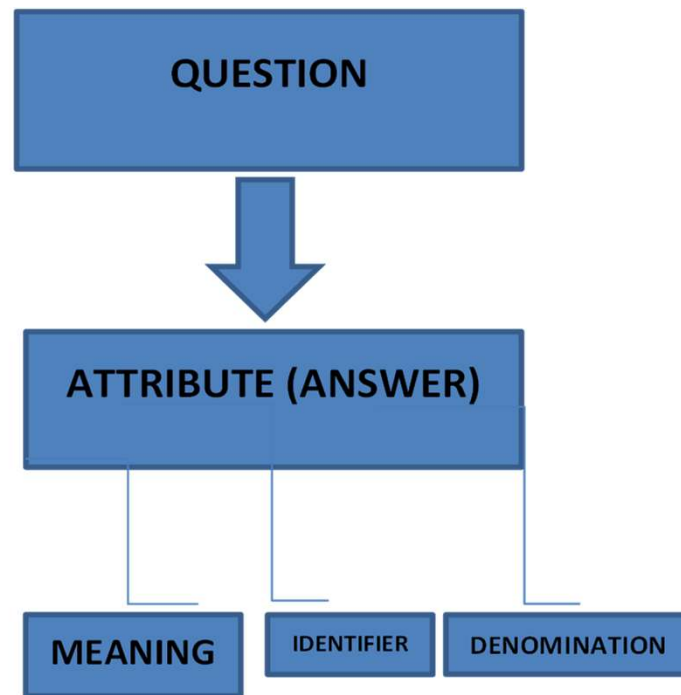 QUESTION
ATTRIBUTE (ANSWER)
MEANING
IDENTIFIER
DENOMINATION